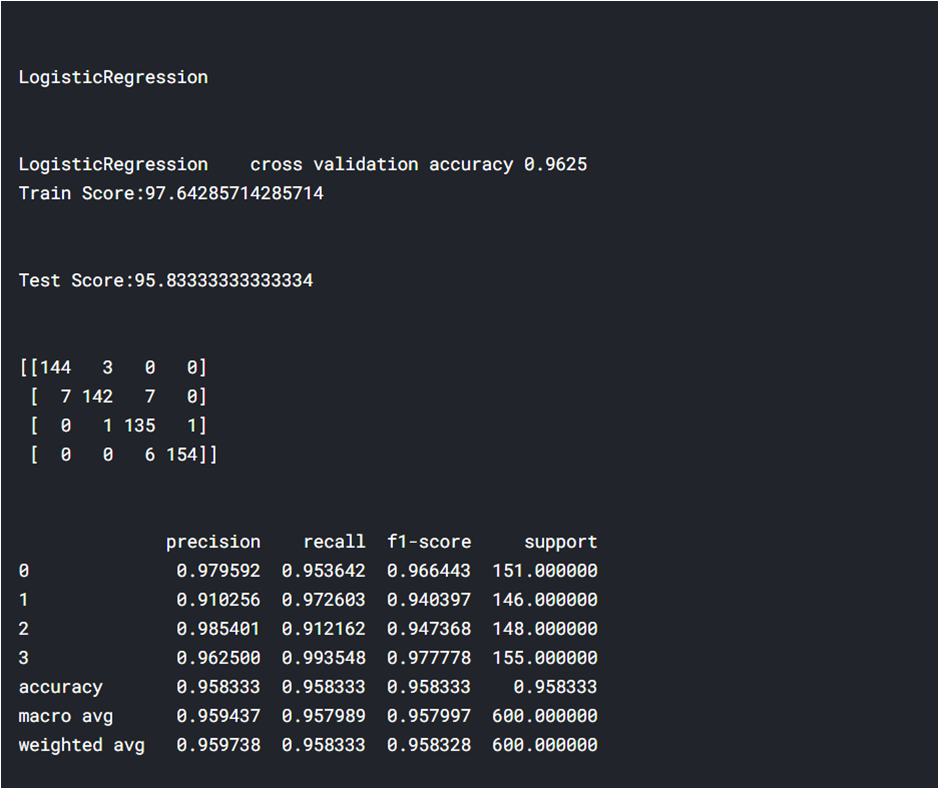 LogisticRegression
LogisticRegression    cross validation accuracy 0.9625
Train Score:97.64285714285714
Test Score:95.83333333333334
[[144   3   0   0]
 [  7 142   7   0]
 [  0   1 135   1]
 [  0   0   6 154]]
              precision    recall  f1-score     support
0              0.979592  0.953642  0.966443  151.000000
1              0.910256  0.972603  0.940397  146.000000
2              0.985401  0.912162  0.947368  148.000000
3              0.962500  0.993548  0.977778  155.000000
accuracy       0.958333  0.958333  0.958333    0.958333
macro avg      0.959437  0.957989  0.957997  600.000000
weighted avg   0.959738  0.958333  0.958328  600.000000